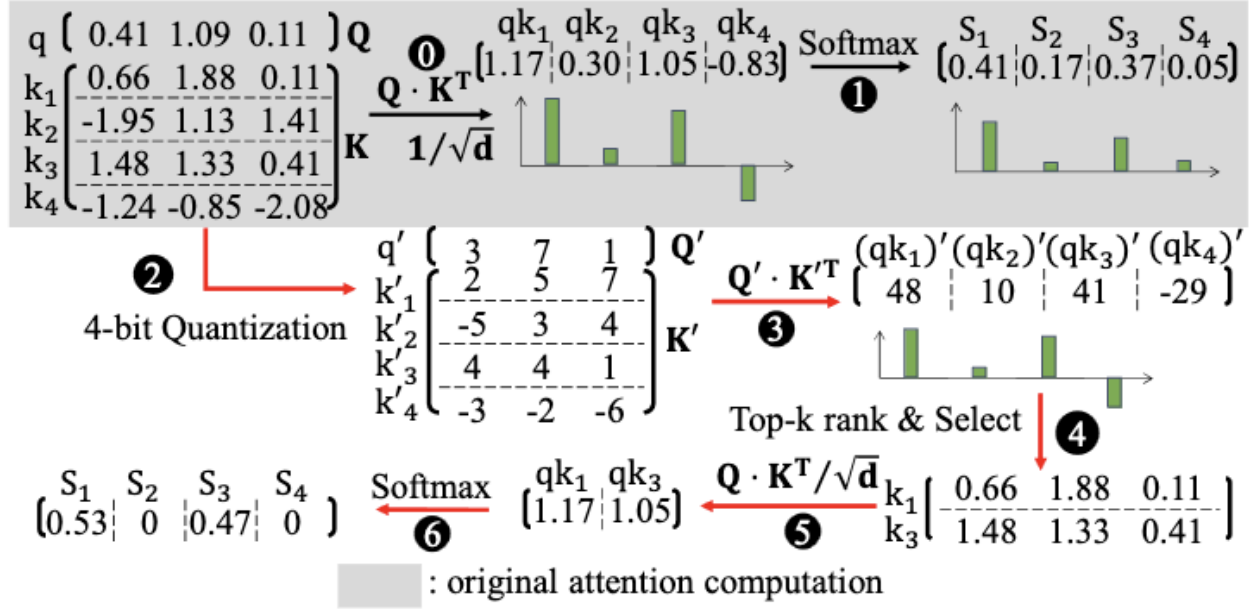 q 0.41 1.09 0.11 Q
k₁ 0.66 1.88 0.11
k₂ -1.95 1.13 1.41
k₃ 1.48 1.33 0.41
k₄ -1.24 -0.85 -2.08
K
0
Q · Kᵀ
1/√d
qk₁ qk₂ qk₃ qk₄
1.17 0.30 1.05 -0.83
Softmax
1
S₁ S₂ S₃ S₄
0.41 0.17 0.37 0.05
2
4-bit Quantization
q′ 3 7 1 Q′
k′₁ 2 5 7
k′₂ -5 3 4
k′₃ 4 4 1
k′₄ -3 -2 -6
K′
Q′ · K′ᵀ
3
(qk₁)′ (qk₂)′ (qk₃)′ (qk₄)′
48 10 41 -29
Top-k rank & Select
4
k₁ 0.66 1.88 0.11
k₃ 1.48 1.33 0.41
Q · Kᵀ/√d
5
qk₁ qk₃
1.17 1.05
Softmax
6
S₁ S₂ S₃ S₄
0.53 0 0.47 0
: original attention computation